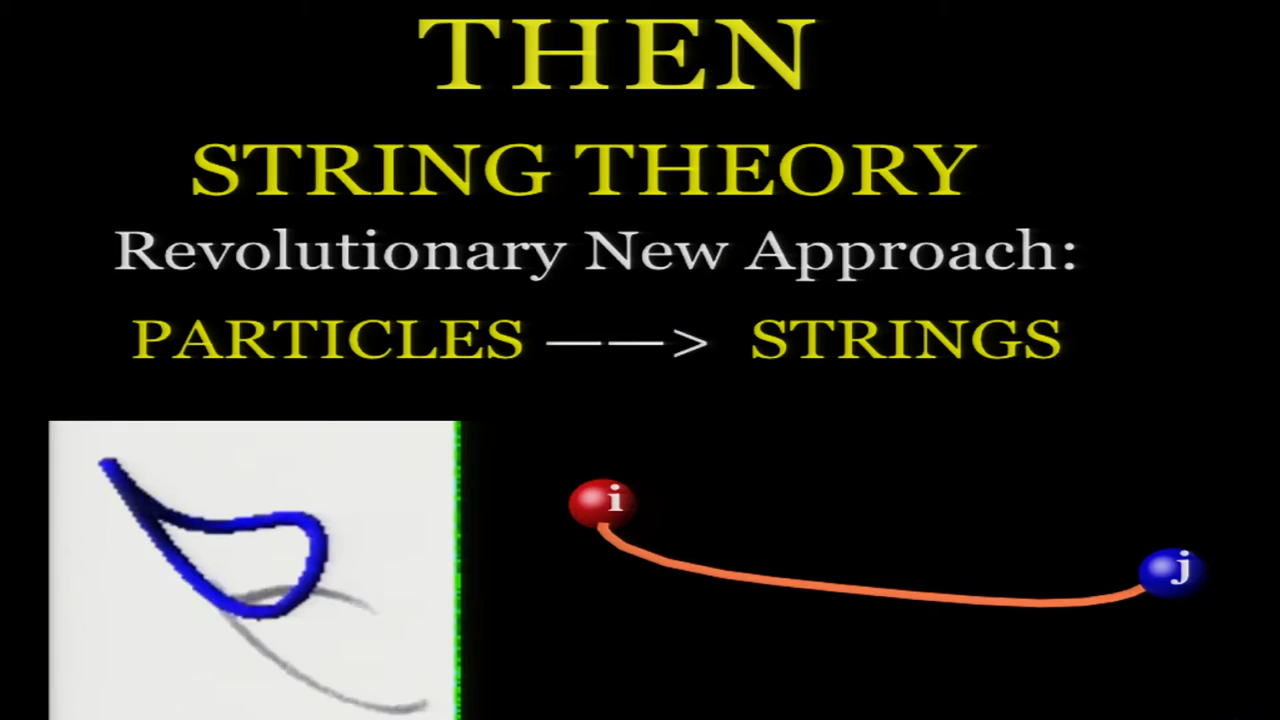 THEN
STRING THEORY
Revolutionary New Approach:
PARTICLES ——> STRINGS
i
j